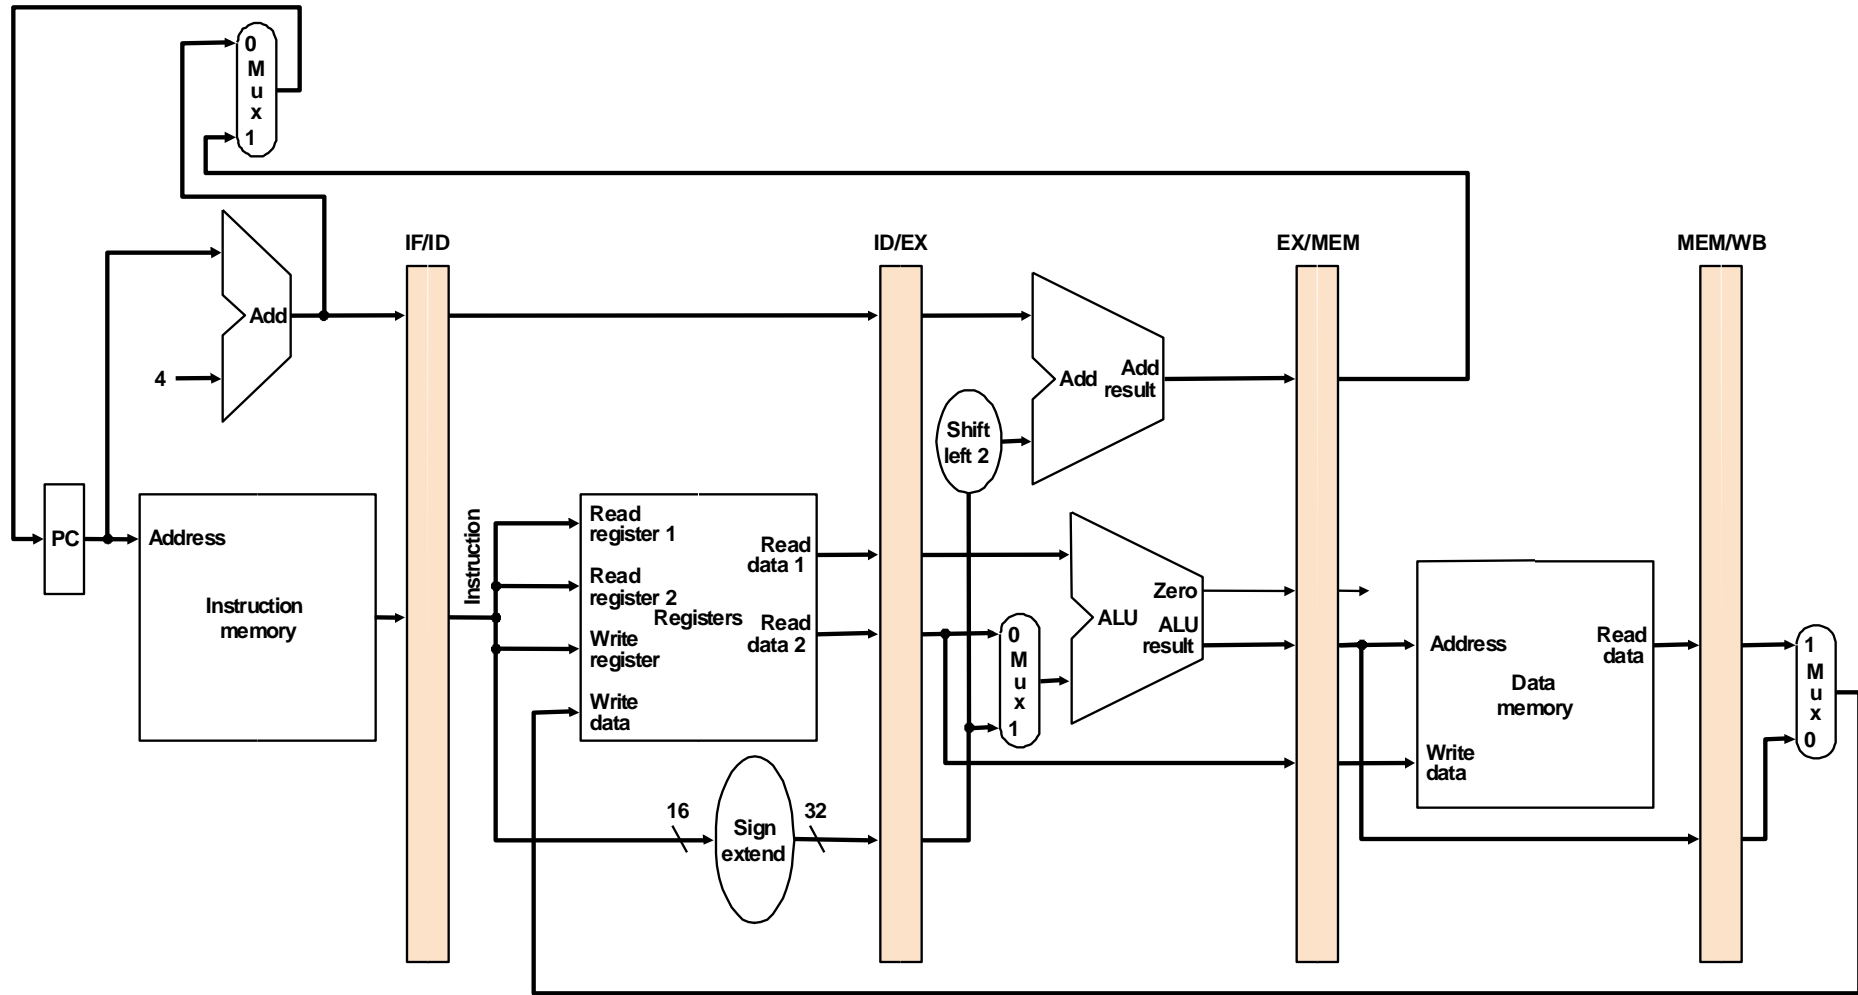 0
M
u
x
1
IF/ID
ID/EX
EX/MEM
MEM/WB
Add
4
Add
Add
result
Shift
left 2
PC
Address
Instruction
memory
Instruction
Read
register 1
Read
register 2
Write
register
Write
data
Registers
Read
data 1
Read
data 2
16
Sign
extend
32
0
M
u
x
1
Zero
ALU
ALU
result
Address
Read
data
Data
memory
Write
data
1
M
u
x
0